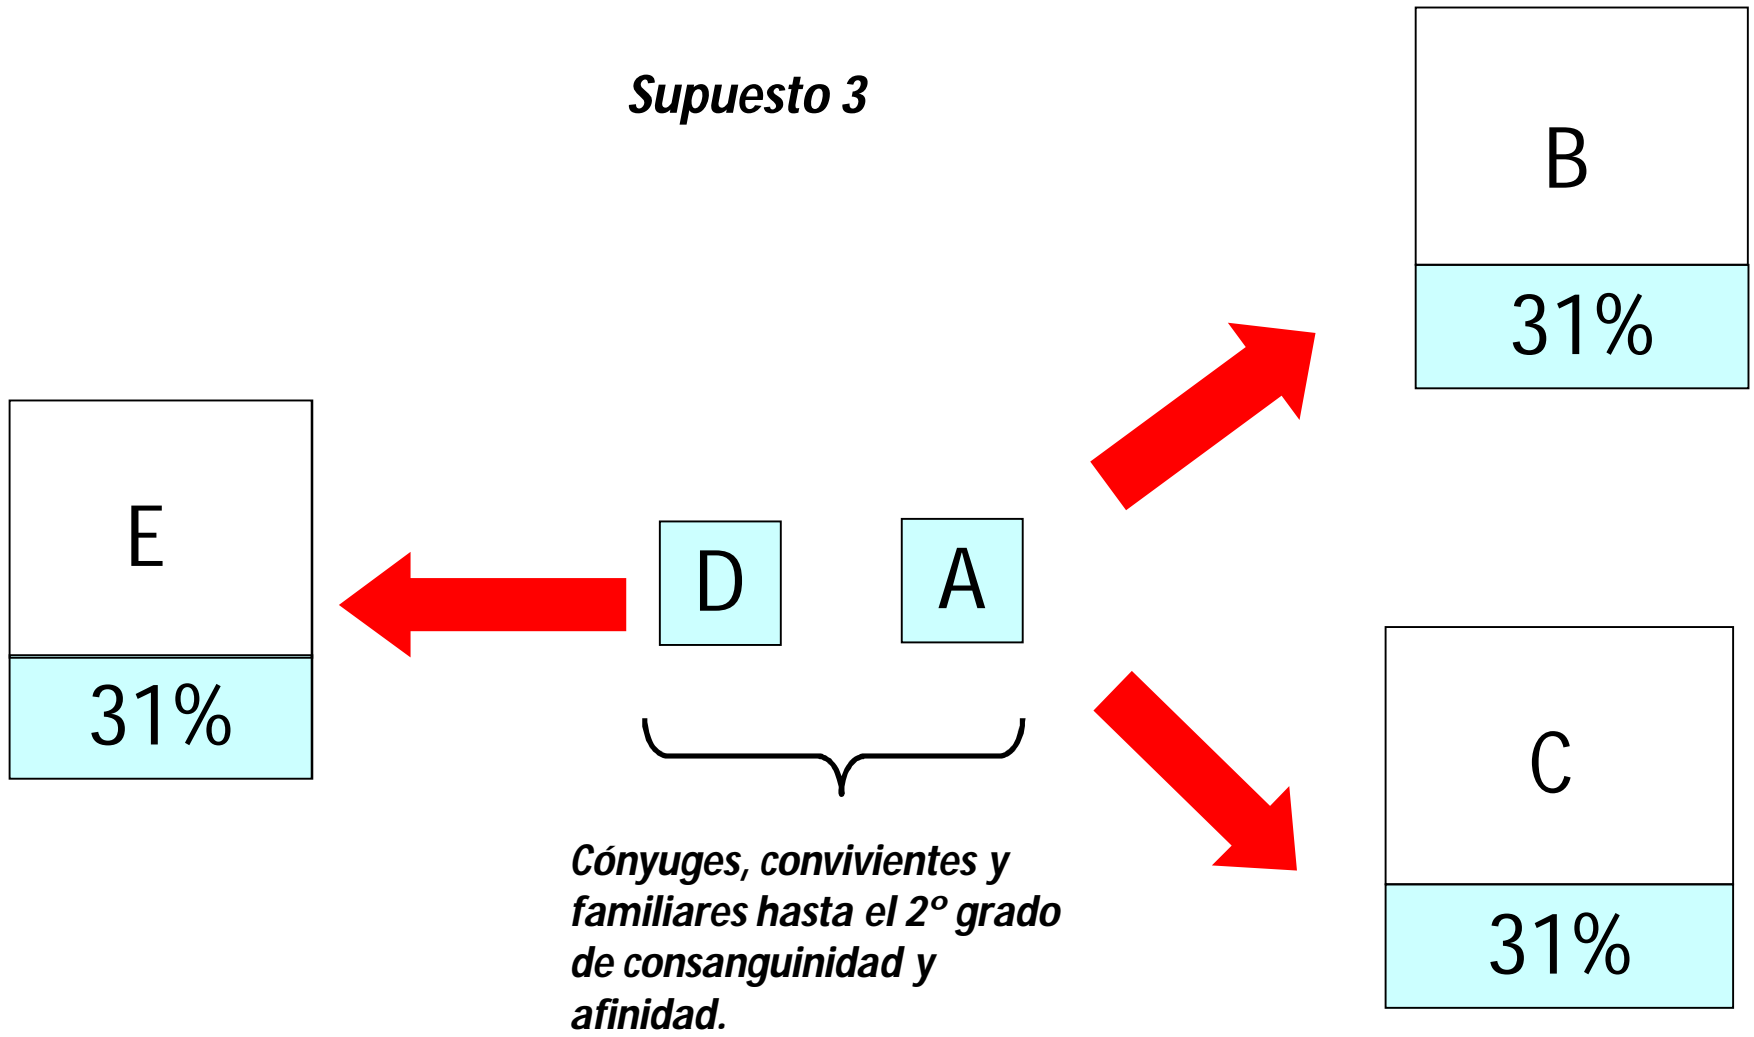 Supuesto 3
B
31%
E
31%
D
A
C
31%
Cónyuges, convivientes y
familiares hasta el 2º grado
de consanguinidad y
afinidad.